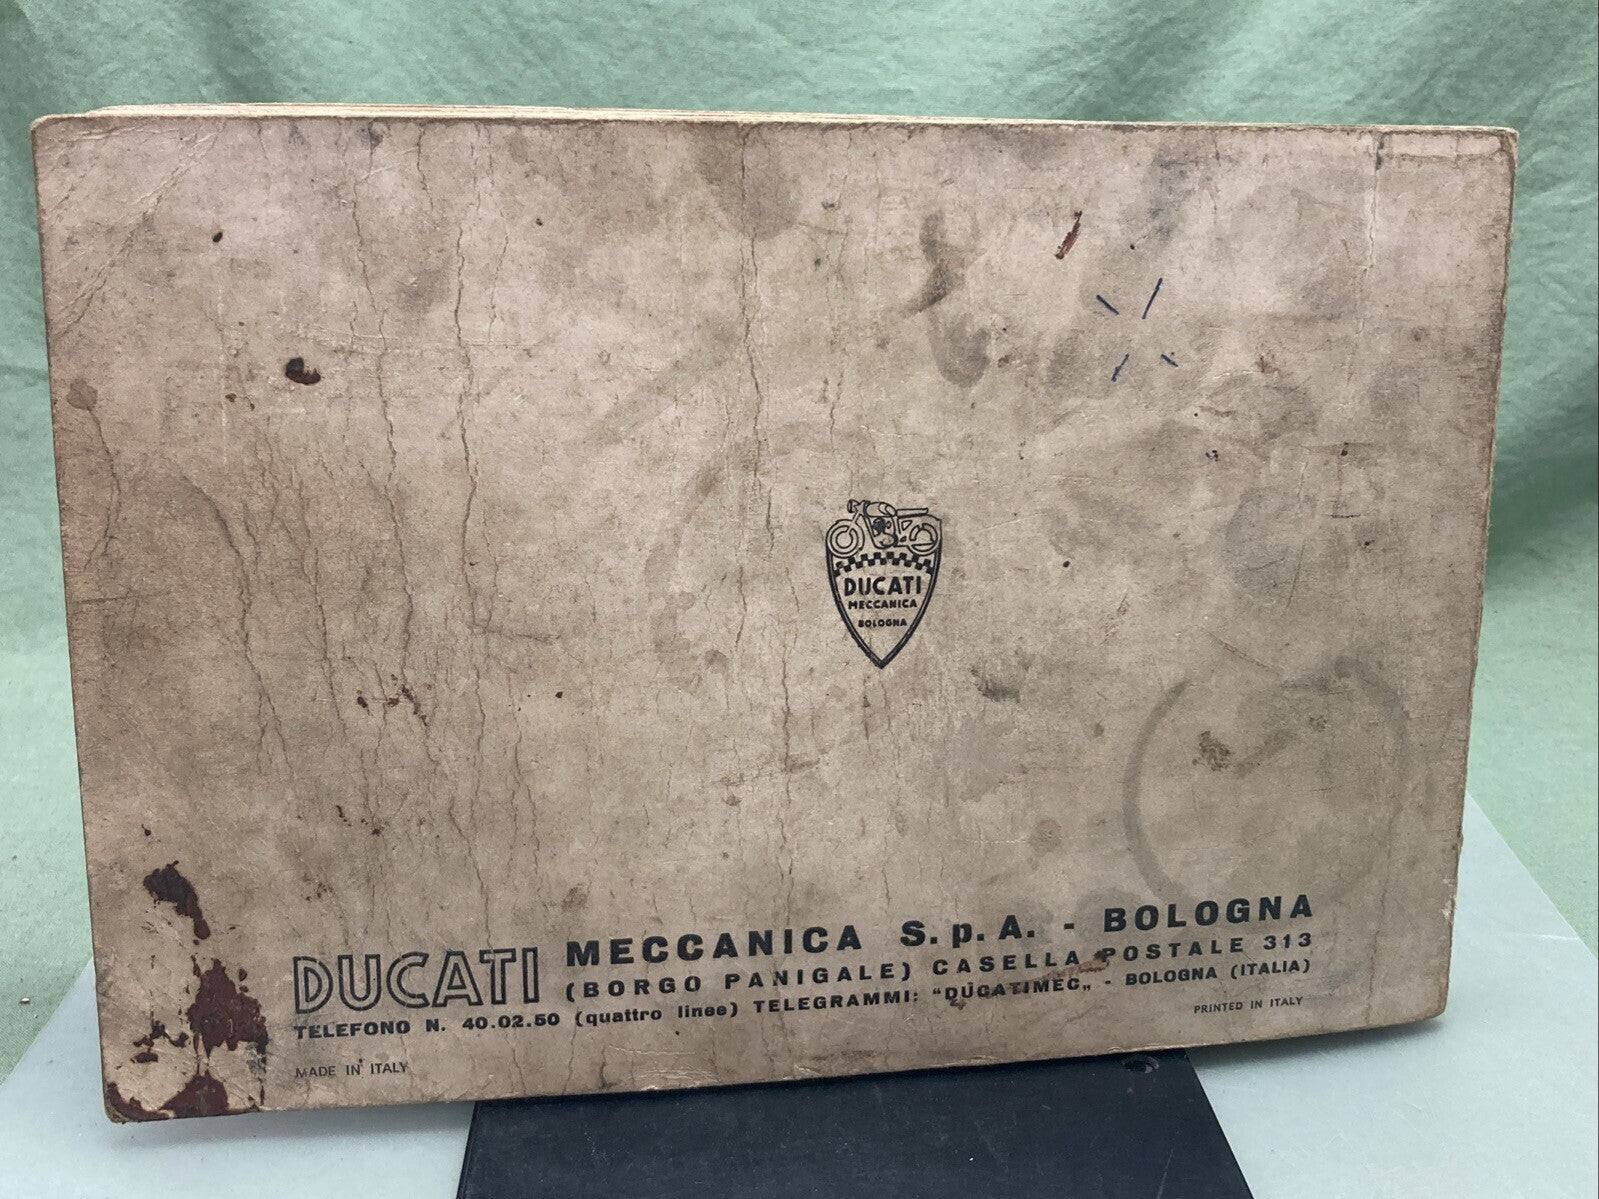 DUCATI
MECCANICA
BOLOGNA
DUCATI MECCANICA S.p.A. - BOLOGNA
(BORGO PANIGALE) CASELLA POSTALE 313
TELEFONO N. 40.02.50 (quattro linee) TELEGRAMMI: “DUCATIMEC„ - BOLOGNA (ITALIA)
PRINTED IN ITALY
MADE IN ITALY